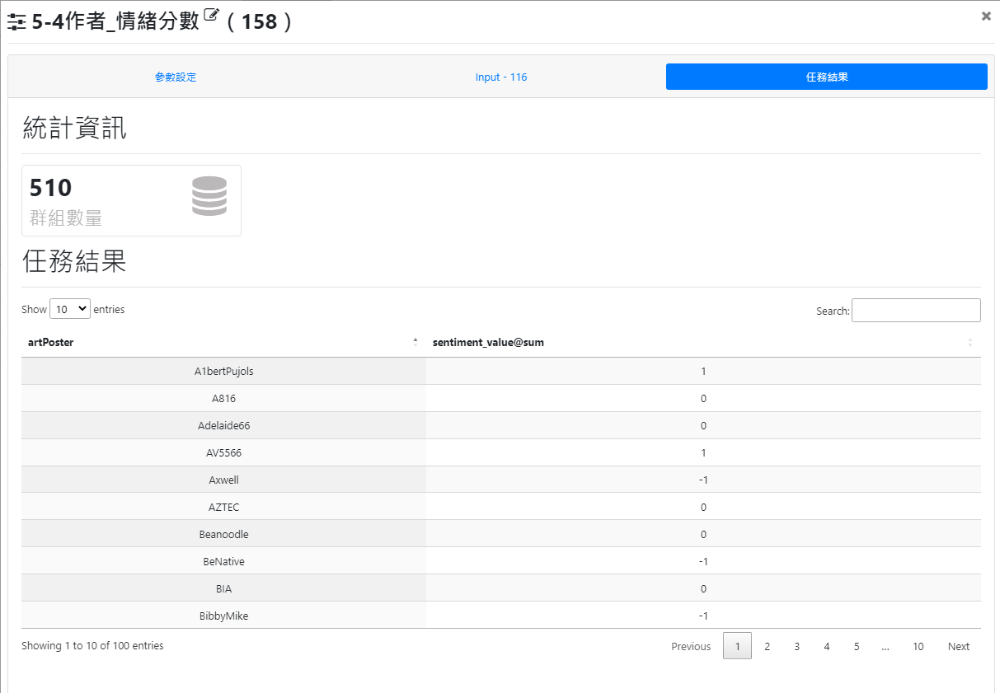 5-4作者_情緒分數 ( 158 )
參數設定 Input - 116 任務結果
統計資訊
510
群組數量
任務結果
Show 10 entries Search:
artPoster sentiment_value@sum
A1bertPujols 1
A816 0
Adelaide66 0
AV5566 1
Axwell -1
AZTEC 0
Beanoodle 0
BeNative -1
BIA 0
BibbyMike -1
Showing 1 to 10 of 100 entries Previous 1 2 3 4 5 ... 10 Next